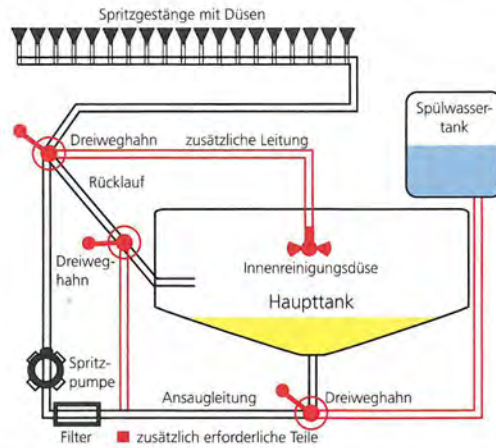 Spritzgestänge mit Düsen
Spülwasser-
tank
Dreiweghahn
zusätzliche Leitung
Rücklauf
Dreiweg-
hahn
Innenreinigungsdüse
Haupttank
Spritz-
pumpe
Ansaugleitung
Dreiweghahn
Filter
zusätzlich erforderliche Teile